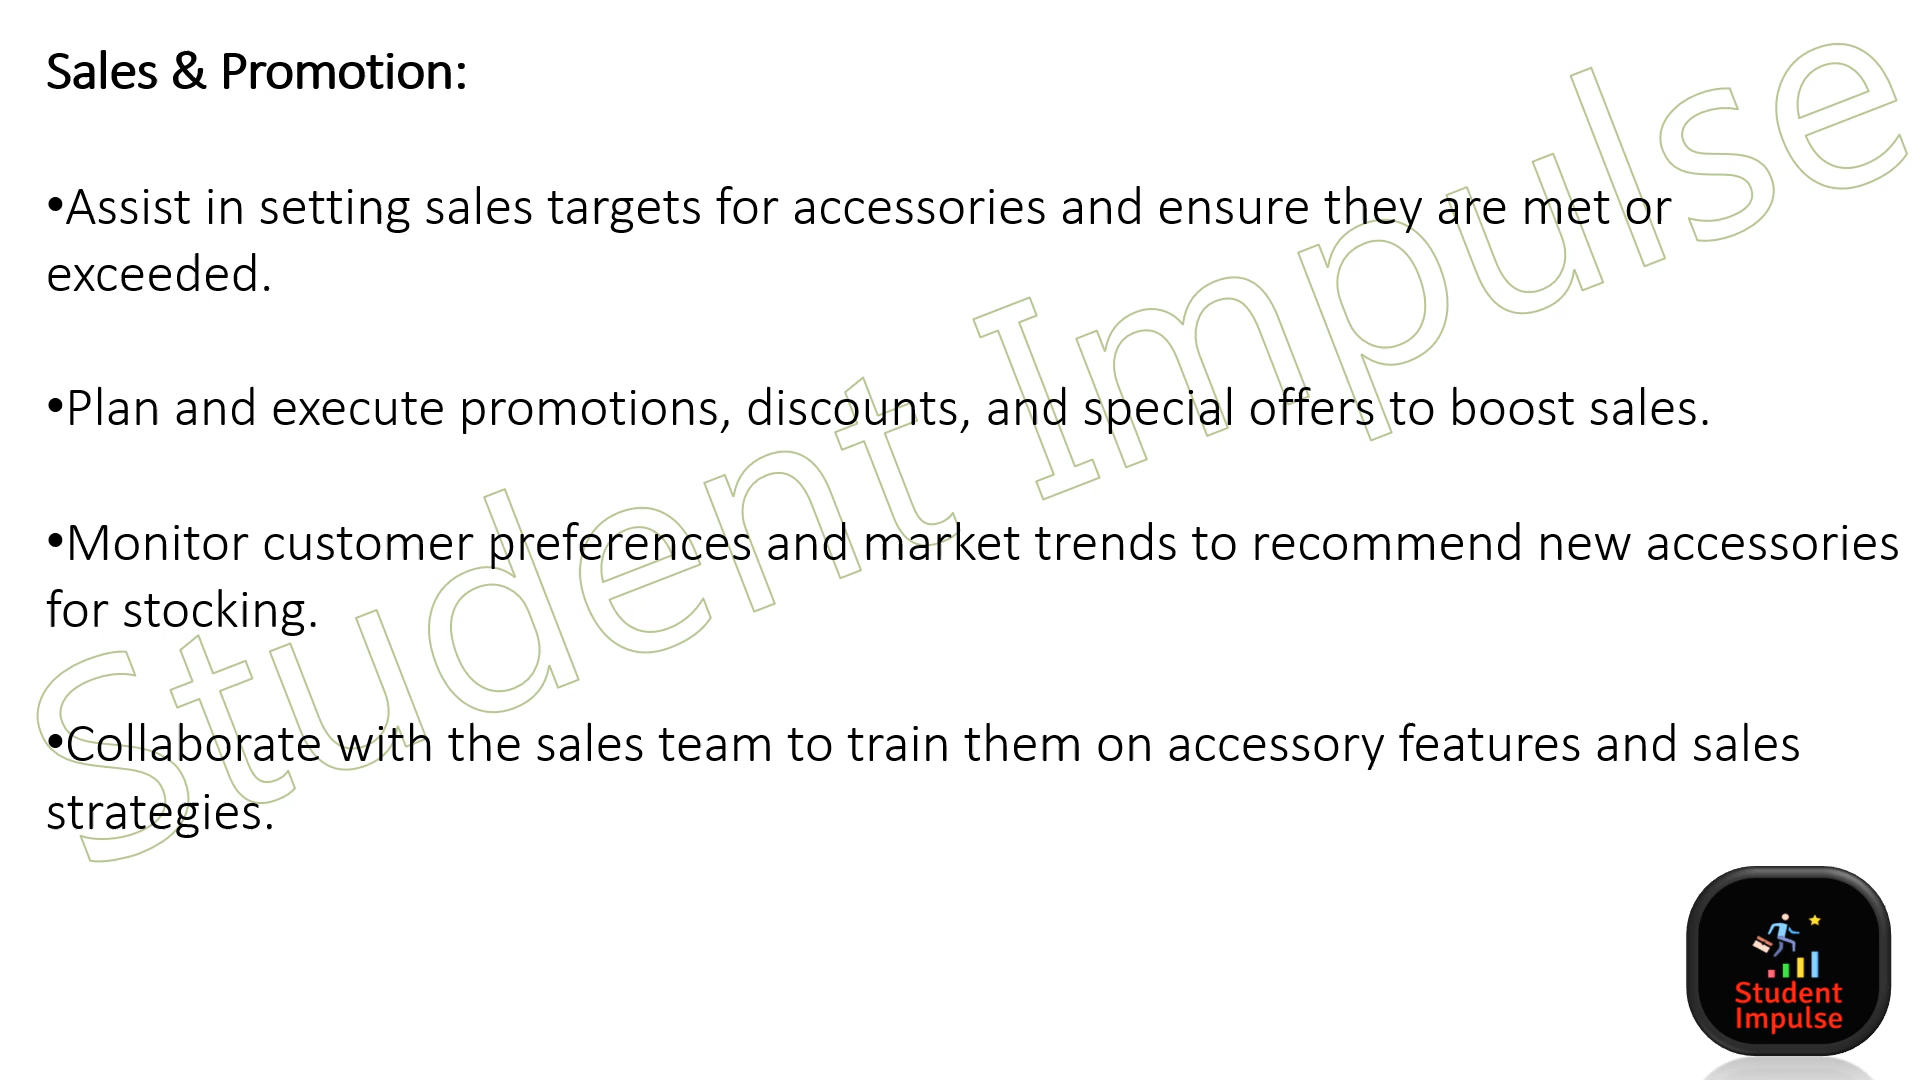 Sales & Promotion:
•Assist in setting sales targets for accessories and ensure they are met or
exceeded.
•Plan and execute promotions, discounts, and special offers to boost sales.
•Monitor customer preferences and market trends to recommend new accessories
for stocking.
•Collaborate with the sales team to train them on accessory features and sales
strategies.
Student Impulse
Student
Impulse